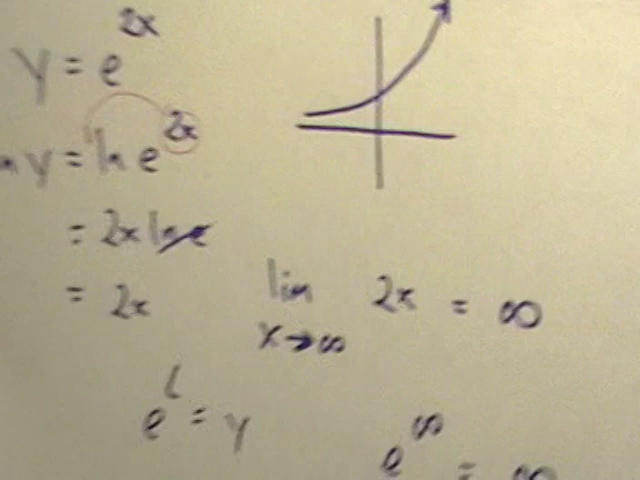 y = e^{2x}
ln y = ln e^{2x}
= 2x ln e
= 2x
lim x→∞ 2x = ∞
e^L = y
e^∞ = ∞